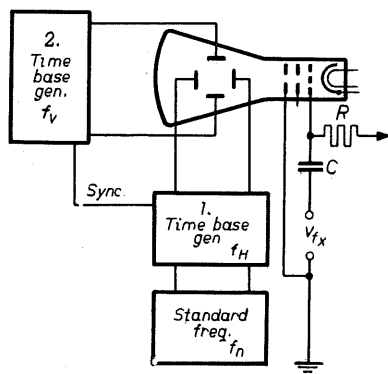 2.
Time
base
gen.
fv
R
C
Sync.
vfx
1.
Time base
gen
fH
Standard
freq.
fn